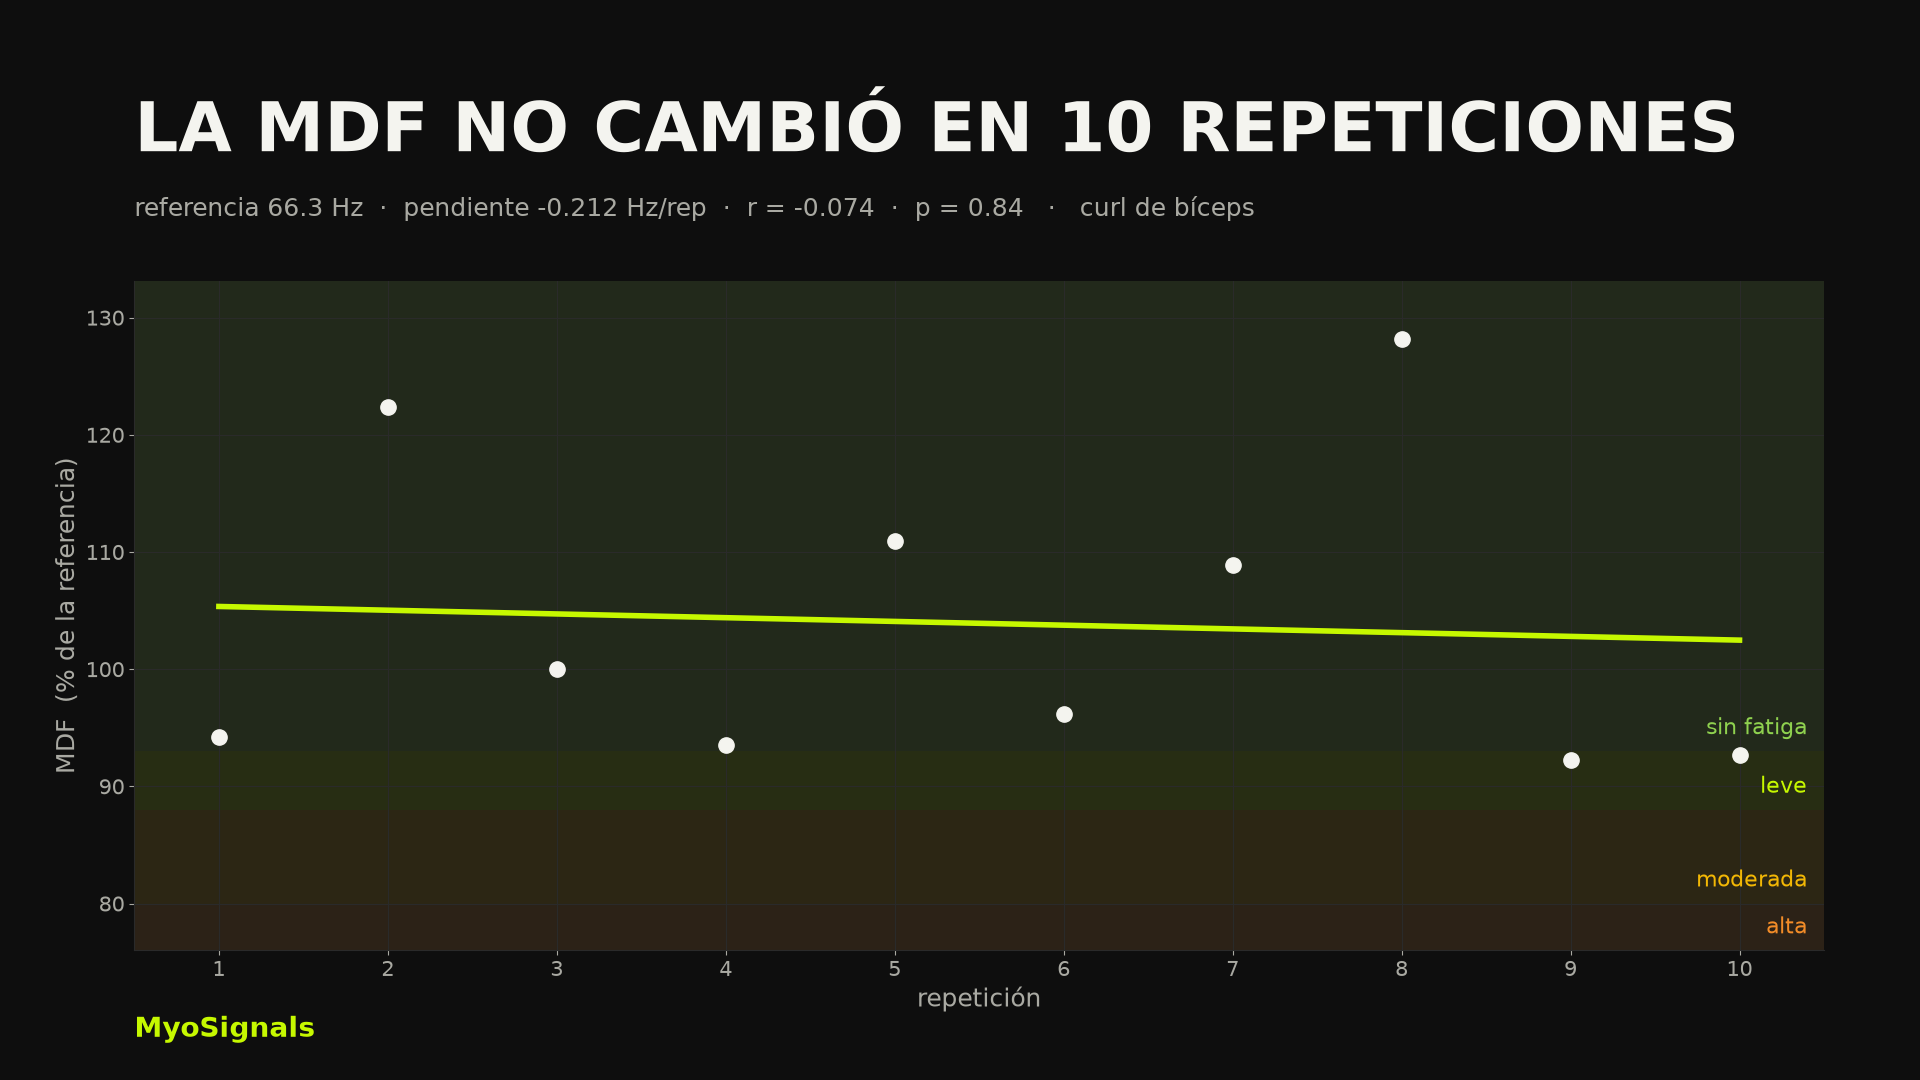 LA MDF NO CAMBIÓ EN 10 REPETICIONES
referencia 66.3 Hz · pendiente -0.212 Hz/rep · r = -0.074 · p = 0.84 · curl de bíceps
MDF (% de la referencia)
130
120
110
100
90
80
sin fatiga
leve
moderada
alta
1 2 3 4 5 6 7 8 9 10
repetición
MyoSignals